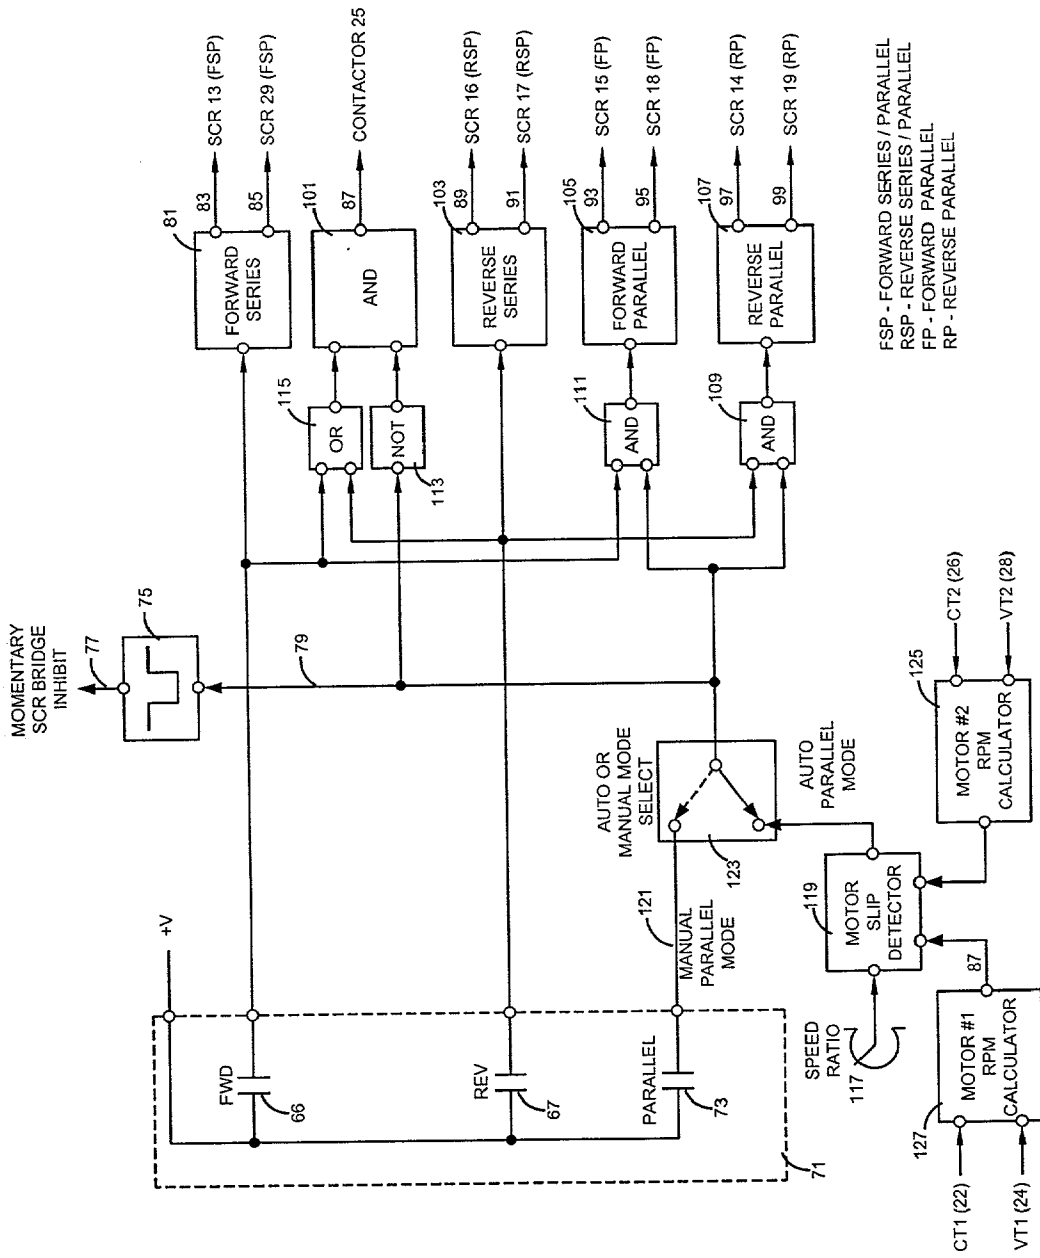 MOMENTARY
SCR BRIDGE
INHIBIT
77
75
79
81
FORWARD
SERIES
83
SCR 13 (FSP)
85
SCR 29 (FSP)
101
AND
87
CONTACTOR 25
115
OR
NOT
113
103
REVERSE
SERIES
89
SCR 16 (RSP)
91
SCR 17 (RSP)
111
AND
105
FORWARD
PARALLEL
93
SCR 15 (FP)
95
SCR 18 (FP)
109
AND
107
REVERSE
PARALLEL
97
SCR 14 (RP)
99
SCR 19 (RP)
FSP - FORWARD SERIES / PARALLEL
RSP - REVERSE SERIES / PARALLEL
FP - FORWARD PARALLEL
RP - REVERSE PARALLEL
+V
FWD
66
REV
67
PARALLEL
73
71
121
MANUAL
PARALLEL
MODE
AUTO OR
MANUAL MODE
SELECT
123
AUTO
PARALLEL
MODE
SPEED
RATIO
117
119
MOTOR
SLIP
DETECTOR
87
127
MOTOR #1
RPM
CALCULATOR
CT1 (22)
VT1 (24)
125
MOTOR #2
RPM
CALCULATOR
CT2 (26)
VT2 (28)